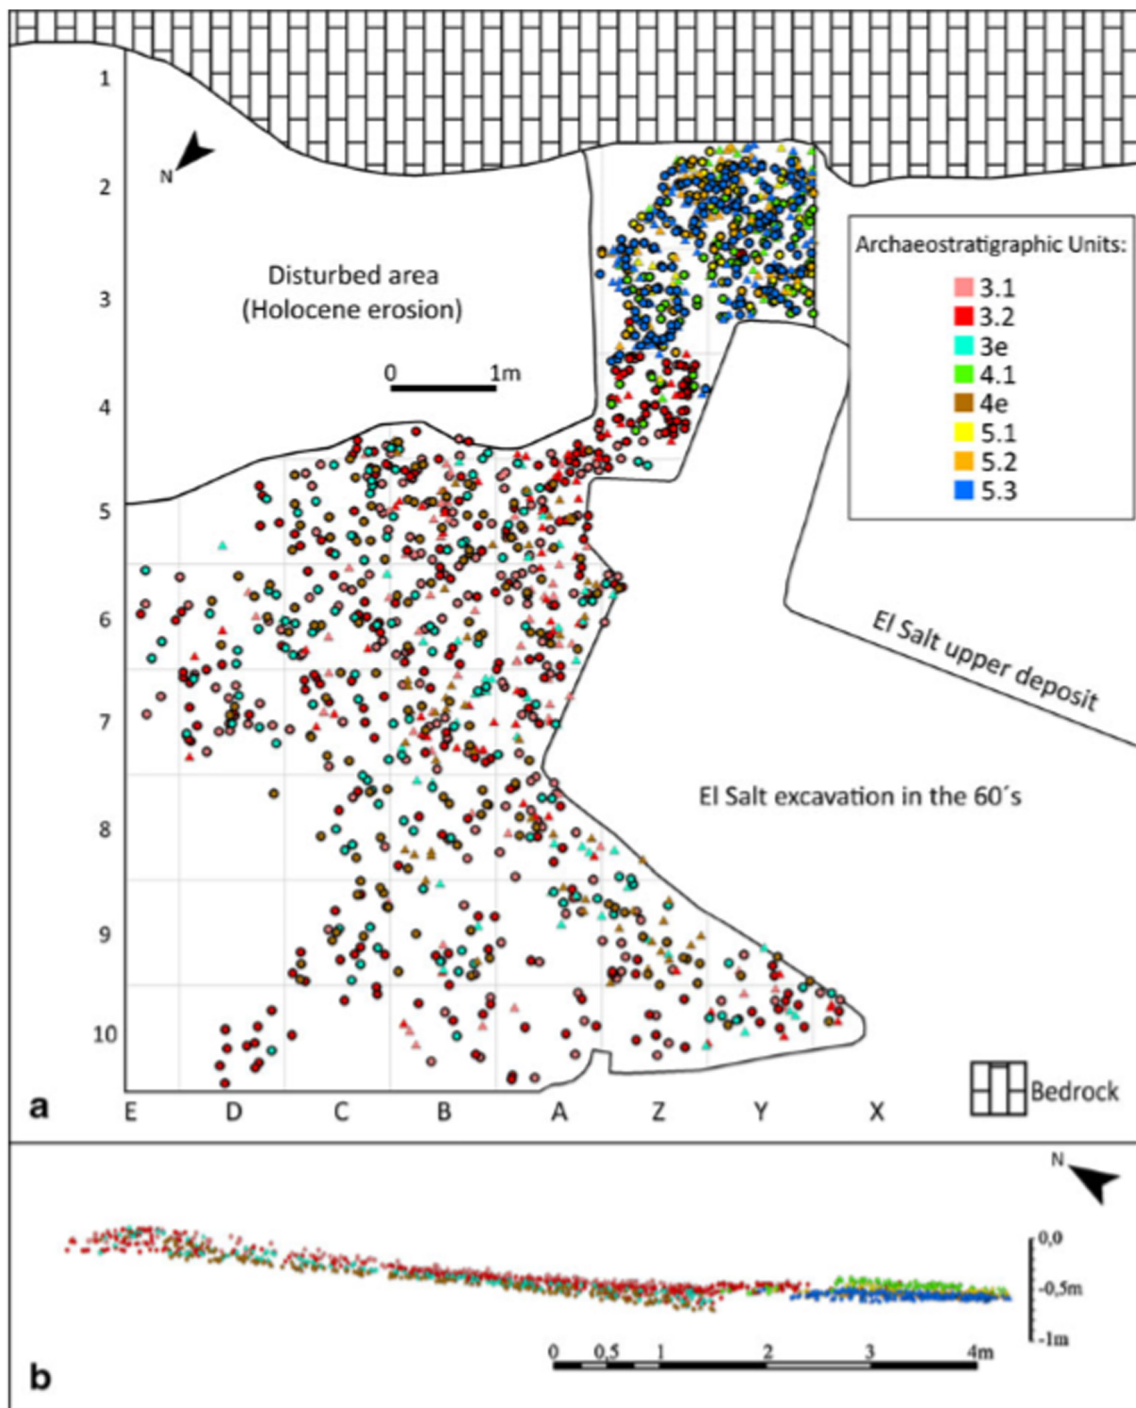 1
2
3
4
5
6
7
8
9
10
N
Disturbed area
(Holocene erosion)
0 1m
Archaeostratigraphic Units:
3.1
3.2
3e
4.1
4e
5.1
5.2
5.3
El Salt upper deposit
El Salt excavation in the 60´s
Bedrock
a
E D C B A Z Y X
N
0,0
-0,5m
-1m
0 0,5 1 2 3 4m
b